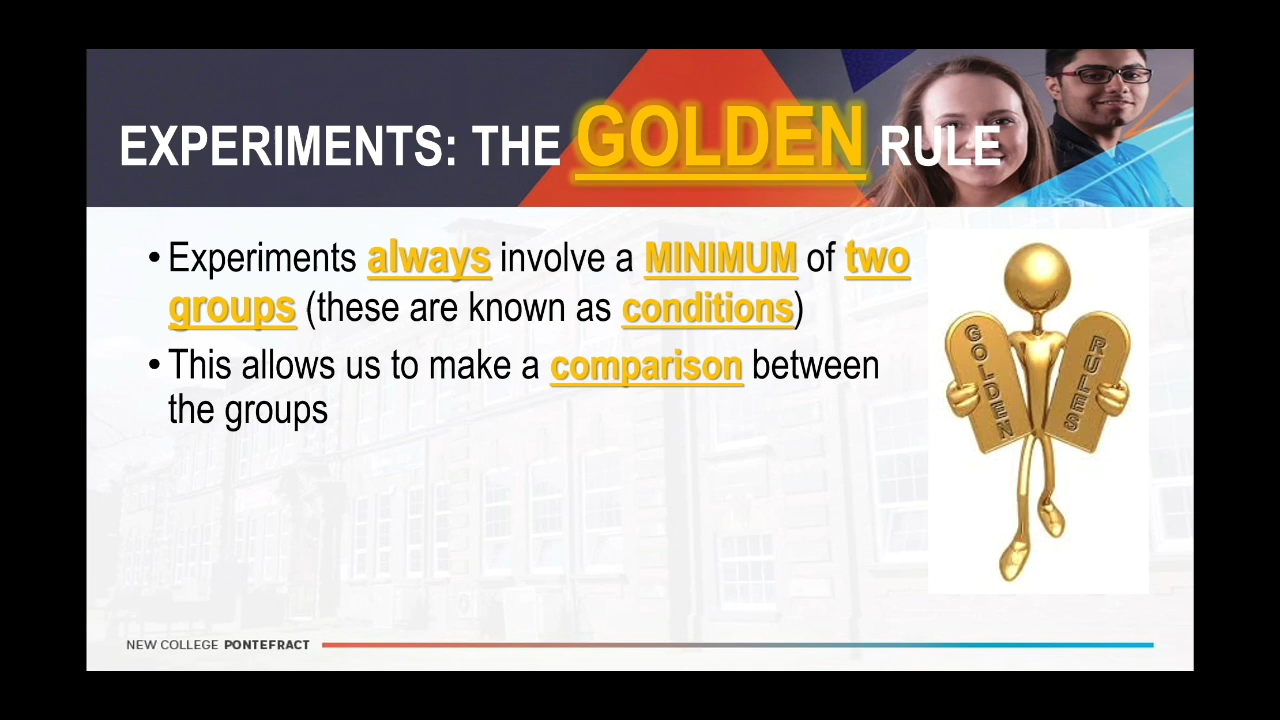 EXPERIMENTS: THE GOLDEN RULE
• Experiments always involve a MINIMUM of two
groups (these are known as conditions)
• This allows us to make a comparison between
the groups
GOLDEN
RULES
NEW COLLEGE PONTEFRACT